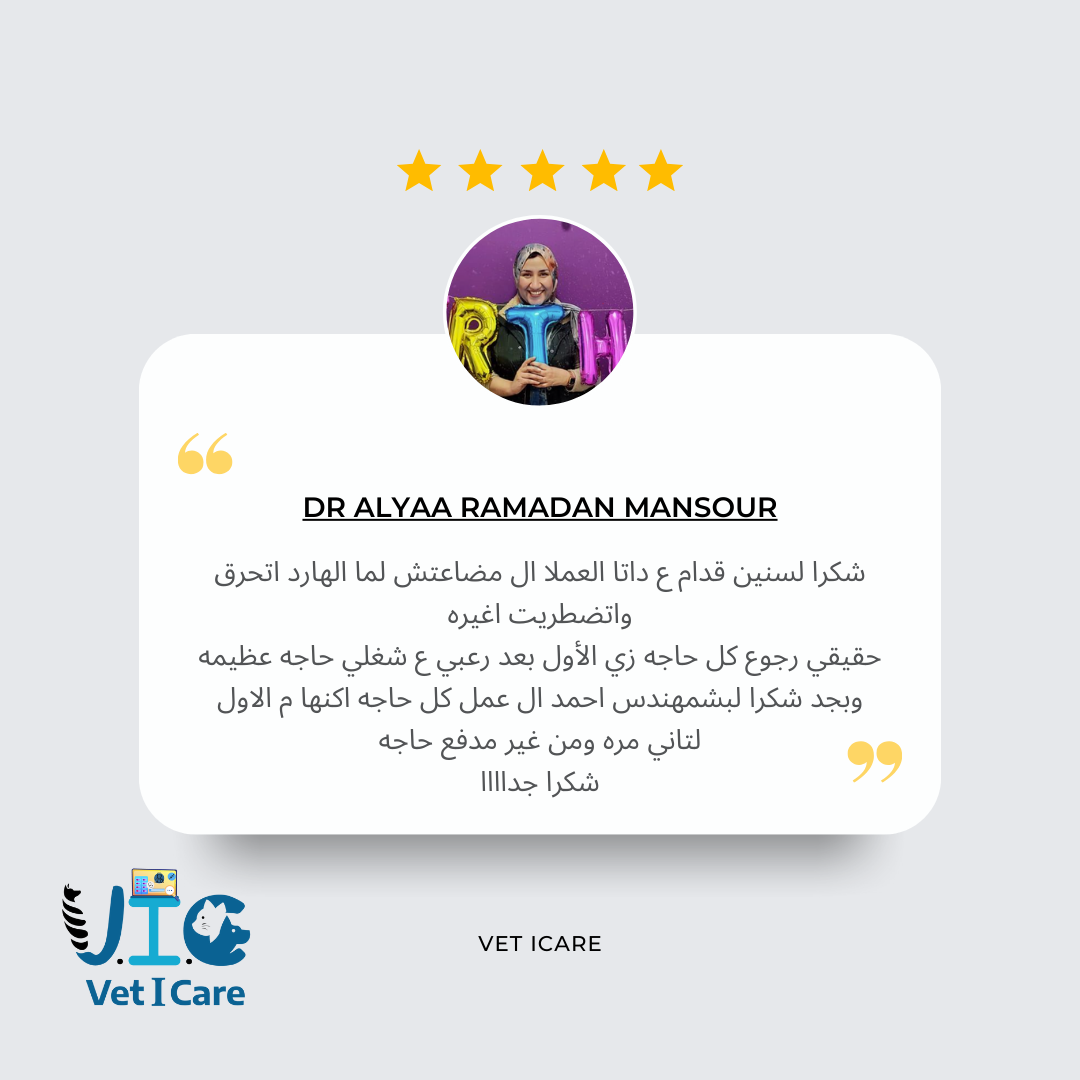 RTH
DR ALYAA RAMADAN MANSOUR
شكرا لسنين قدام ع داتا العملا ال مضاعتش لما الهارد اتحرق
واتضطريت اغيره
حقيقي رجوع كل حاجه زي الأول بعد رعبي ع شغلي حاجه عظيمه
وبجد شكرا لبشمهندس احمد ال عمل كل حاجه اكنها م الاول
لتاني مره ومن غير مدفع حاجه
شكرا جداااا
V.I.C
Vet I Care
VET ICARE